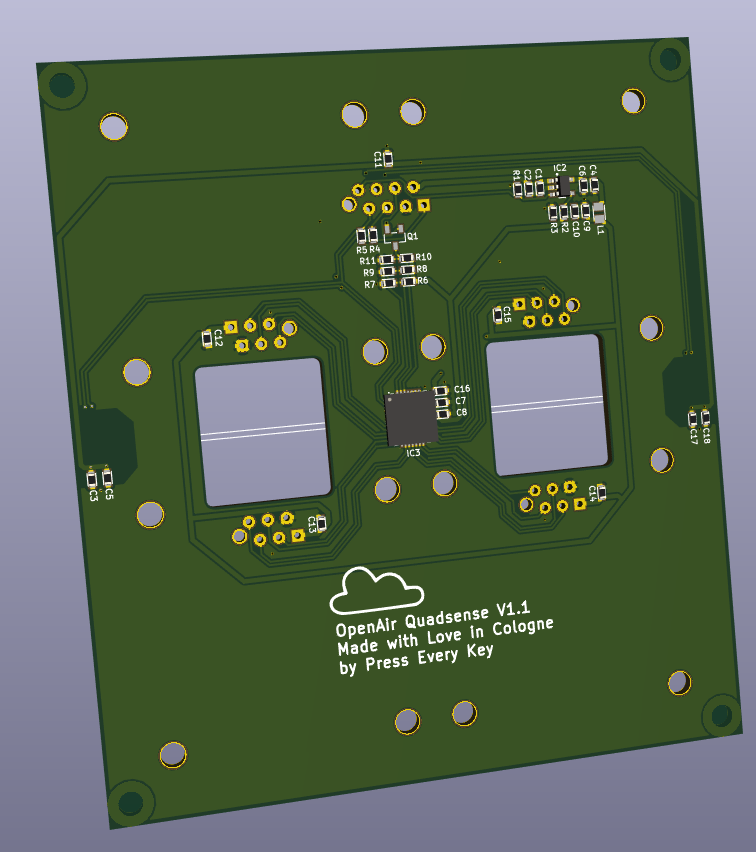 C11
R1
C2
C1
IC2
C6
C4
R5
R4
Q1
R3
R2
C10
C9
L1
R11
R10
R9
R8
R7
R6
C12
C15
C16
C7
C8
IC3
C17
C18
C3
C5
C13
C14
OpenAir Quadsense V1.1
Made with Love in Cologne
by Press Every Key